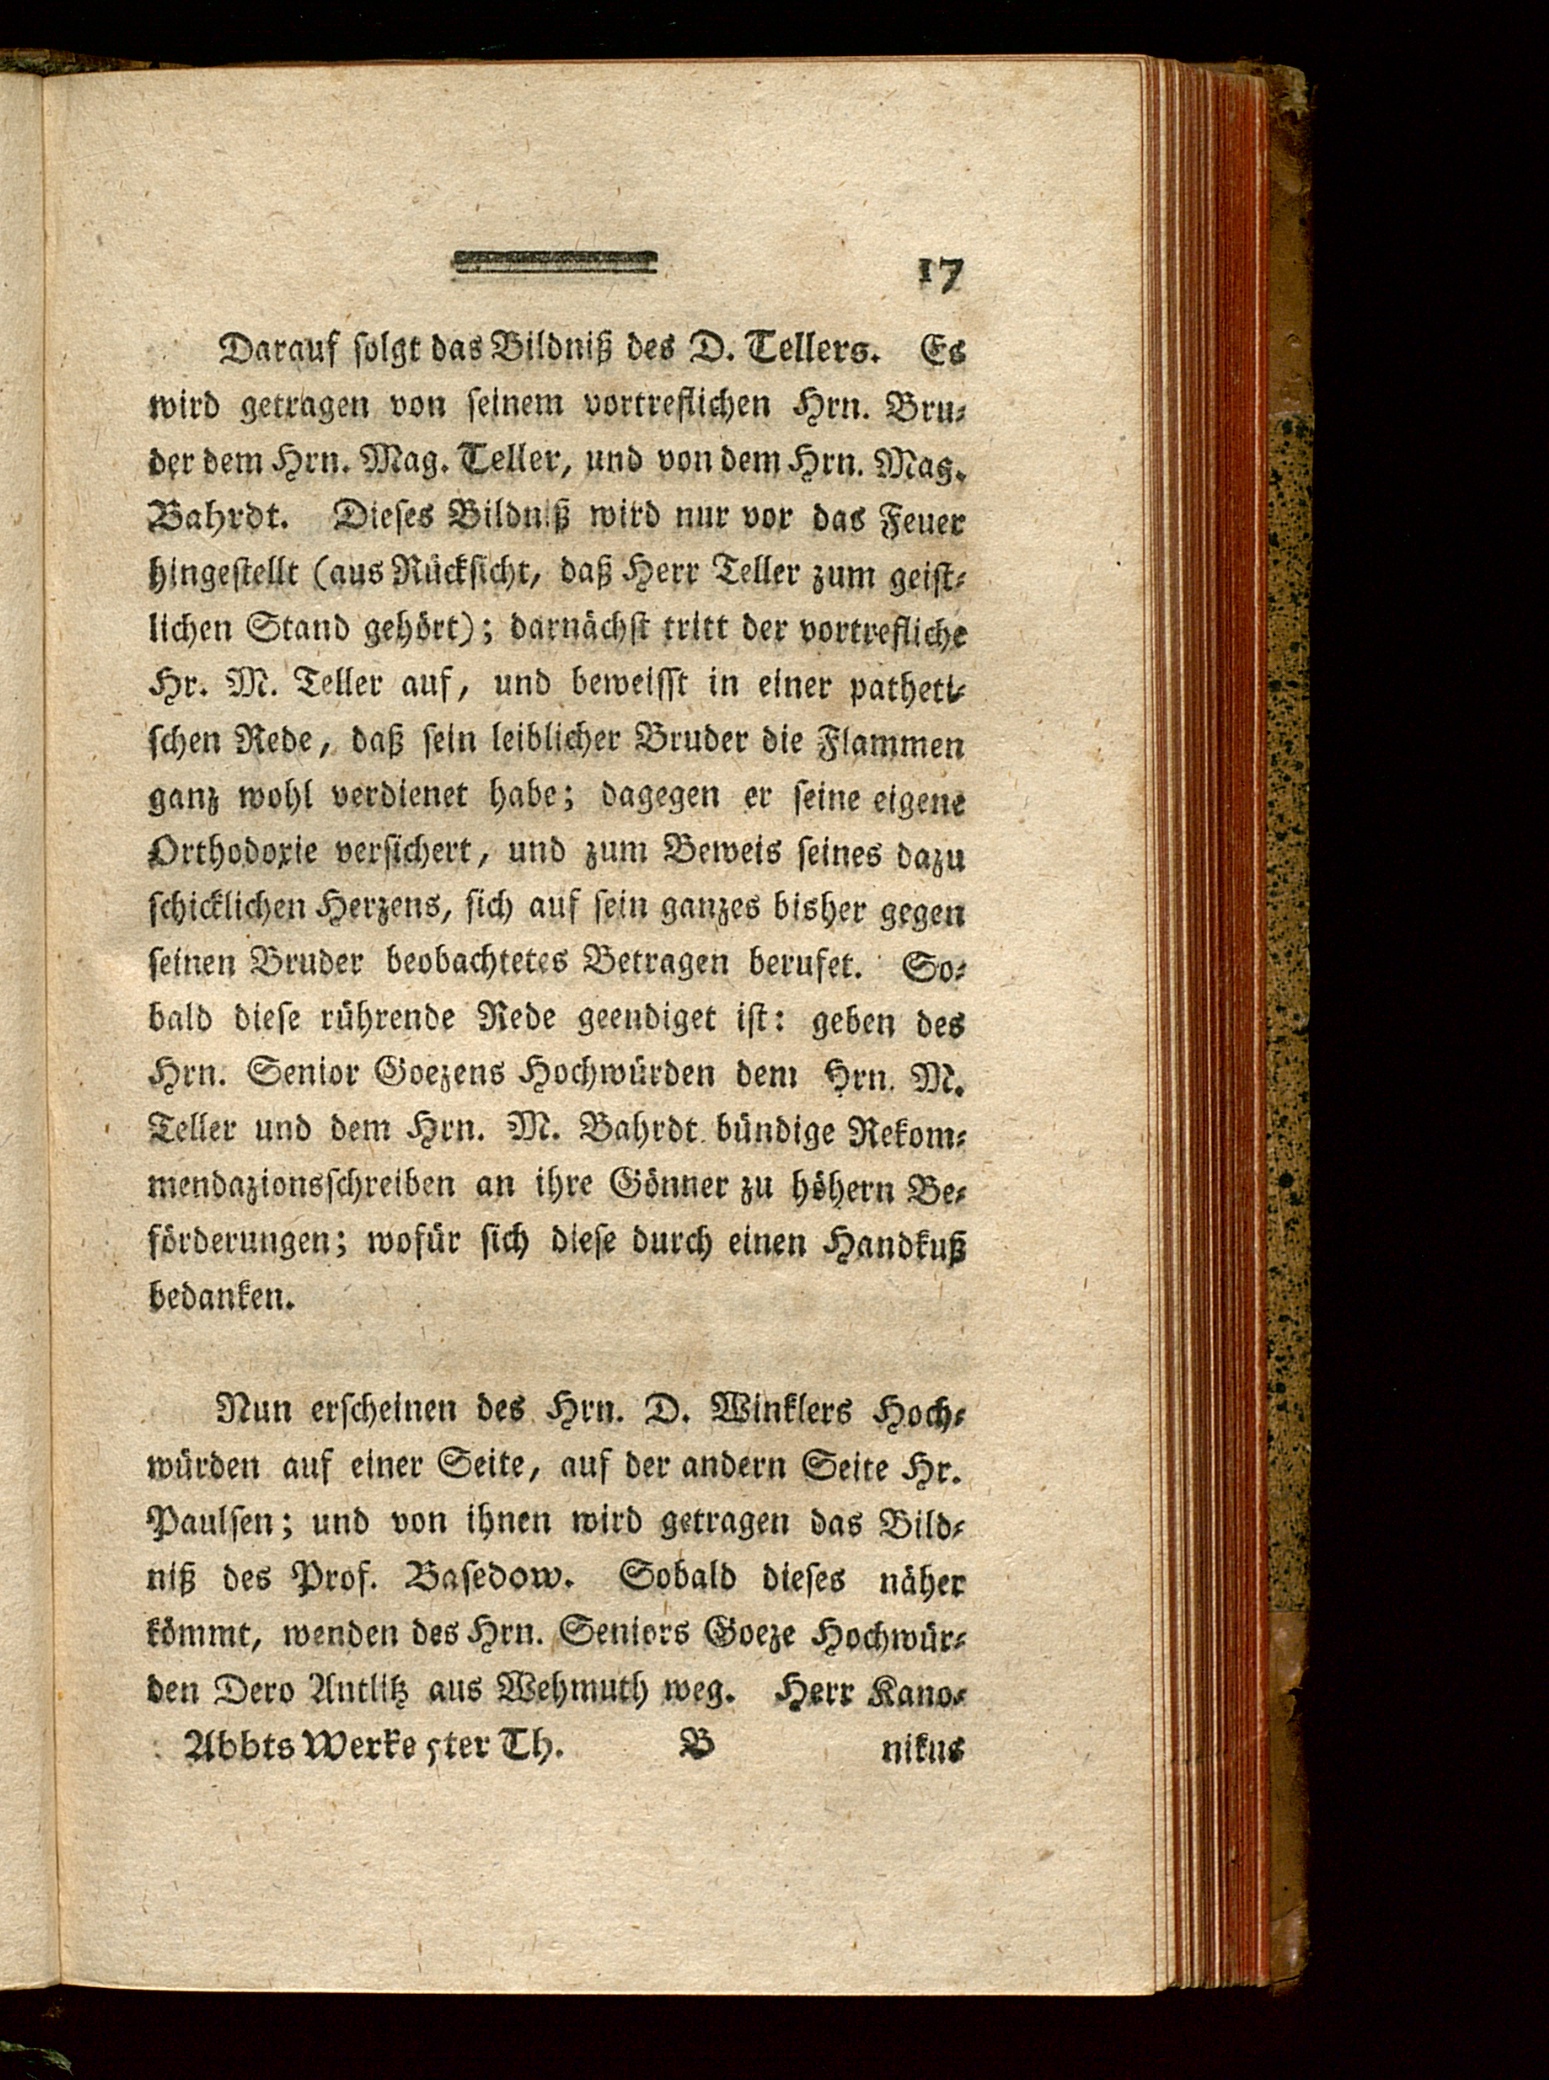 17
Darauf folgt das Bildniß des D. Tellers. Es
wird getragen von ſeinem vortreflichen Hrn. Bru⸗
der dem Hrn. Mag. Teller, und von dem Hrn. Mag.
Bahrdt. Dieſes Bildniß wird nur vor das Feuer
hingeſtellt (aus Rückſicht, daß Herr Teller zum geiſt⸗
lichen Stand gehört); darnächſt tritt der vortrefliche
Hr. M. Teller auf, und beweiſſt in einer patheti⸗
ſchen Rede, daß ſein leiblicher Bruder die Flammen
ganz wohl verdienet habe; dagegen er ſeine eigene
Orthodoxie verſichert, und zum Beweis ſeines dazu
ſchicklichen Herzens, ſich auf ſein ganzes bisher gegen
ſeinen Bruder beobachtetes Betragen berufet. So⸗
bald dieſe rührende Rede geendiget iſt: geben des
Hrn. Senior Goezens Hochwürden dem Hrn. M.
Teller und dem Hrn. M. Bahrdt bündige Rekom⸗
mendazionsſchreiben an ihre Gönner zu höhern Be⸗
förderungen; wofür ſich dieſe durch einen Handkuß
bedanken.
Nun erſcheinen des Hrn. D. Winklers Hoch⸗
würden auf einer Seite, auf der andern Seite Hr.
Paulſen; und von ihnen wird getragen das Bild⸗
niß des Prof. Baſedow. Sobald dieſes näher
kömmt, wenden des Hrn. Seniors Goeze Hochwür⸗
den Dero Antlitz aus Wehmuth weg. Herr Kano⸗
Abbts Werke 5ter Th. B nikus